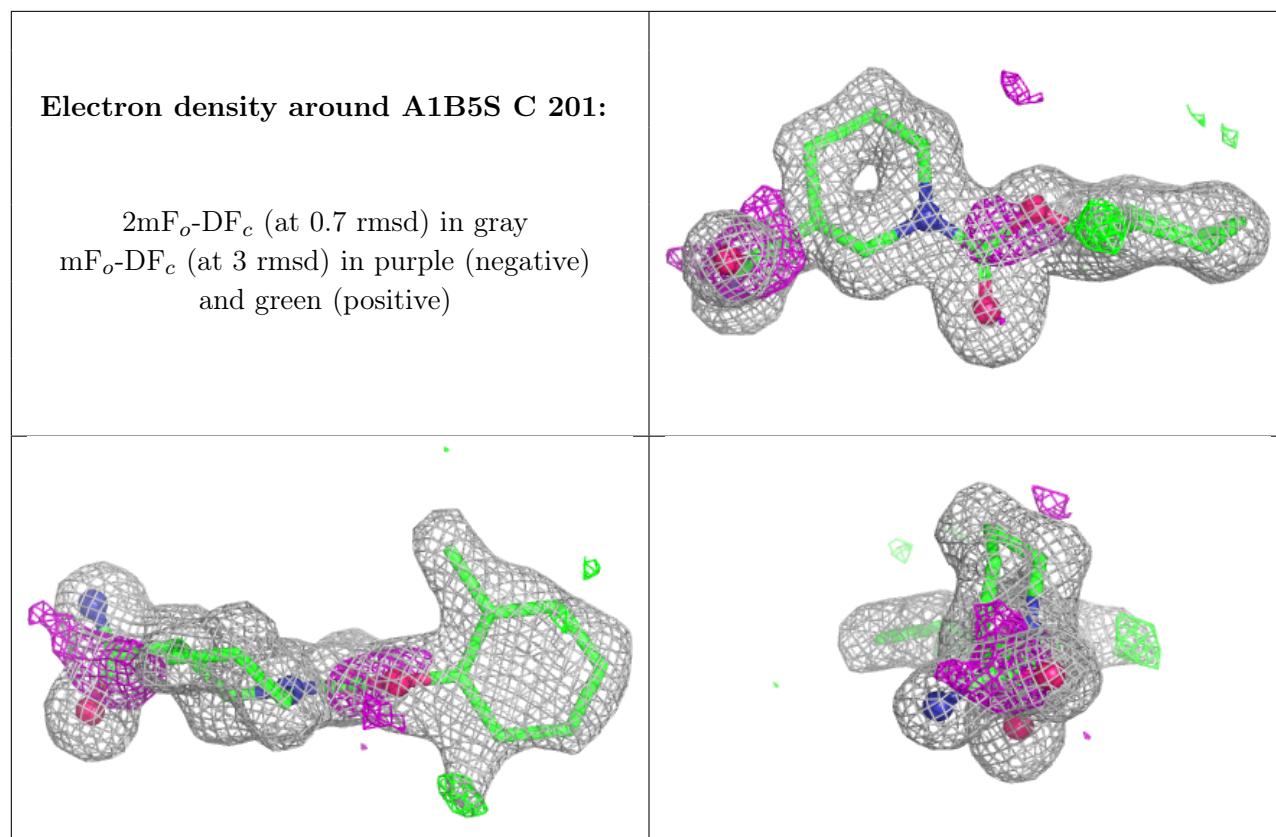 Electron density around A1B5S C 201:
2mFₒ-DF𝒸 (at 0.7 rmsd) in gray
mFₒ-DF𝒸 (at 3 rmsd) in purple (negative)
and green (positive)